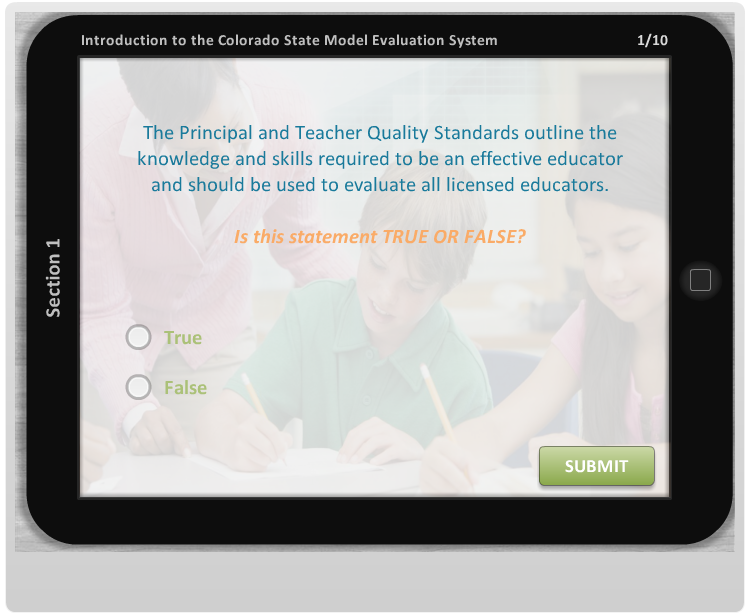 Introduction to the Colorado State Model Evaluation System
1/10
The Principal and Teacher Quality Standards outline the
knowledge and skills required to be an effective educator
and should be used to evaluate all licensed educators.
Is this statement TRUE OR FALSE?
Section 1
True
False
SUBMIT